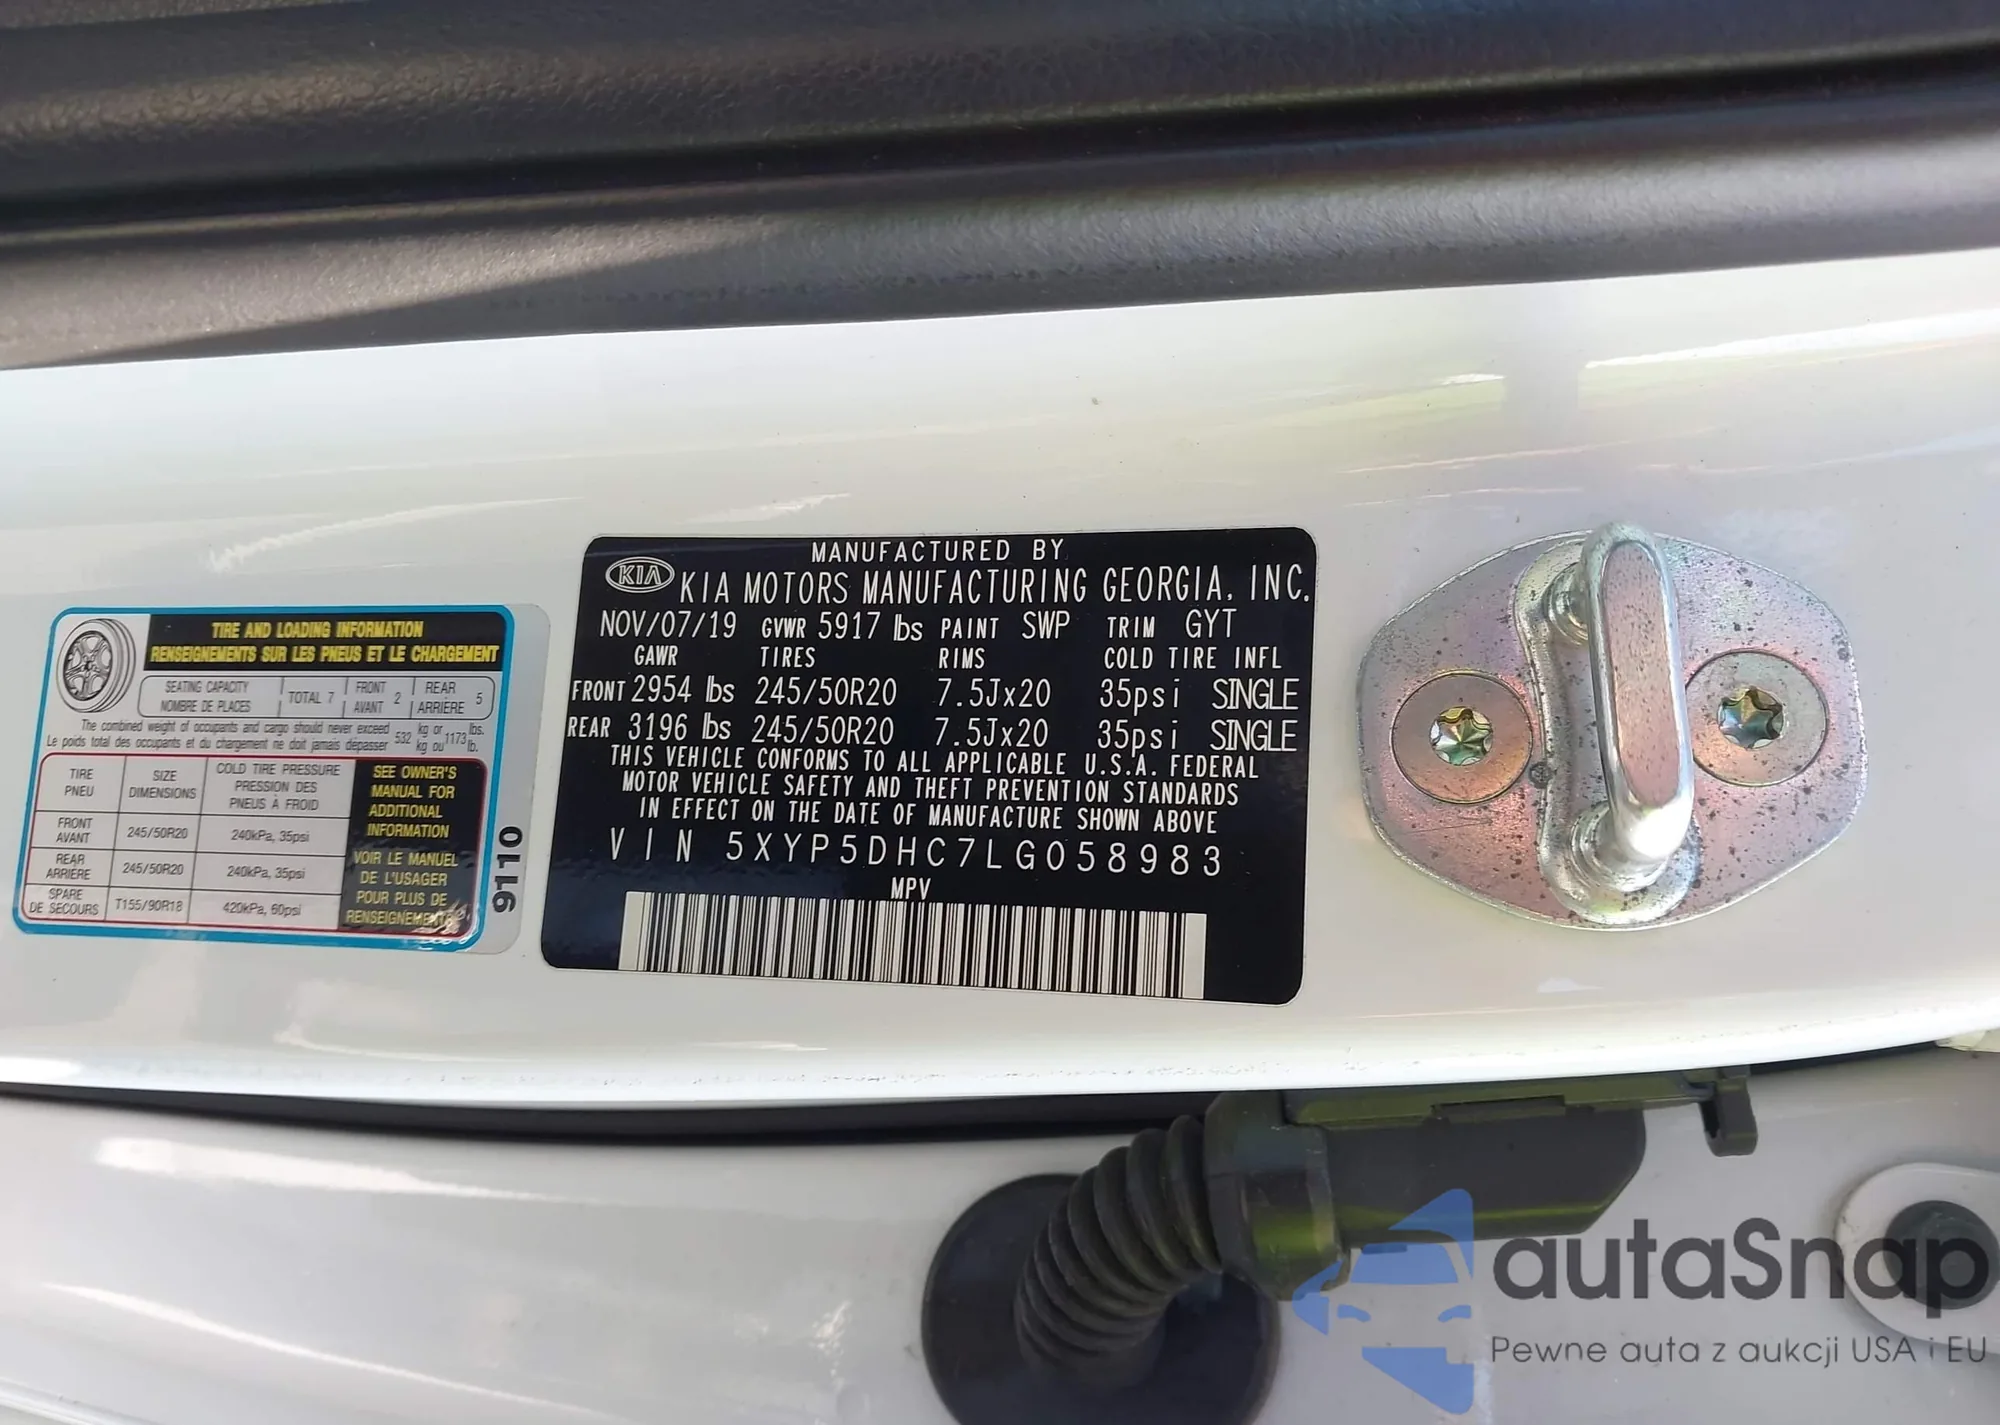 MANUFACTURED BY
KIA KIA MOTORS MANUFACTURING GEORGIA, INC.
NOV/07/19 GVWR 5917 lbs PAINT SWP TRIM GYT
GAWR TIRES RIMS COLD TIRE INFL
FRONT 2954 lbs 245/50R20 7.5Jx20 35psi SINGLE
REAR 3196 lbs 245/50R20 7.5Jx20 35psi SINGLE
THIS VEHICLE CONFORMS TO ALL APPLICABLE U.S.A. FEDERAL
MOTOR VEHICLE SAFETY AND THEFT PREVENTION STANDARDS
IN EFFECT ON THE DATE OF MANUFACTURE SHOWN ABOVE
VIN 5XYP5DHC7LG058983
MPV
TIRE AND LOADING INFORMATION
RENSEIGNEMENTS SUR LES PNEUS ET LE CHARGEMENT
SEATING CAPACITY
NOMBRE DE PLACES
TOTAL 7
FRONT
AVANT 2
REAR
ARRIÈRE 5
The combined weight of occupants and cargo should never exceed 532 kg or 1173 lbs.
Le poids total des occupants et du chargement ne doit jamais dépasser kg ou lb.
TIRE
PNEU
SIZE
DIMENSIONS
COLD TIRE PRESSURE
PRESSION DES
PNEUS À FROID
FRONT
AVANT
245/50R20
240kPa, 35psi
REAR
ARRIÈRE
245/50R20
240kPa, 35psi
SPARE
DE SECOURS
T155/90R18
420kPa, 60psi
SEE OWNER'S
MANUAL FOR
ADDITIONAL
INFORMATION
VOIR LE MANUEL
DE L'USAGER
POUR PLUS DE
RENSEIGNEMENTS
9110
autaSnap
Pewne auta z aukcji USA i EU